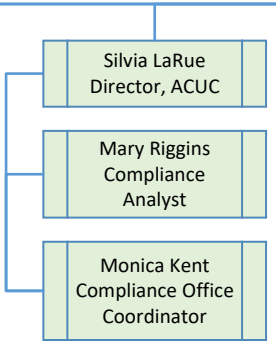 Silvia LaRue
Director, ACUC
Mary Riggins
Compliance
Analyst
Monica Kent
Compliance Office
Coordinator